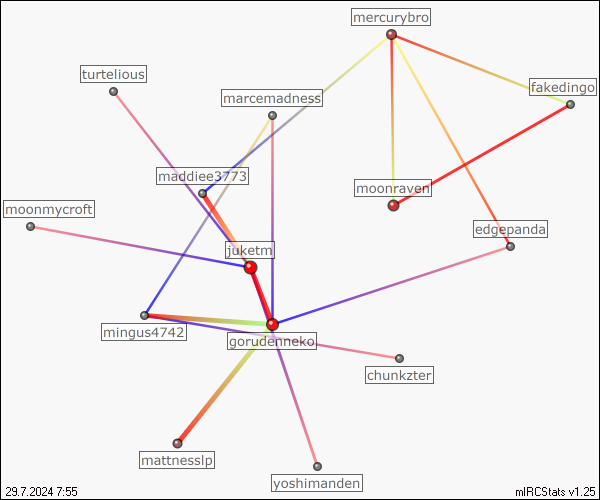 mercurybro
turtelious
fakedingo
marcemadness
maddiee3773
moonraven
moonmycroft
edgepanda
juketm
mingus4742
gorudenneko
chunkzter
mattnesslp
yoshimanden
29.7.2024 7:55
mIRCStats v1.25